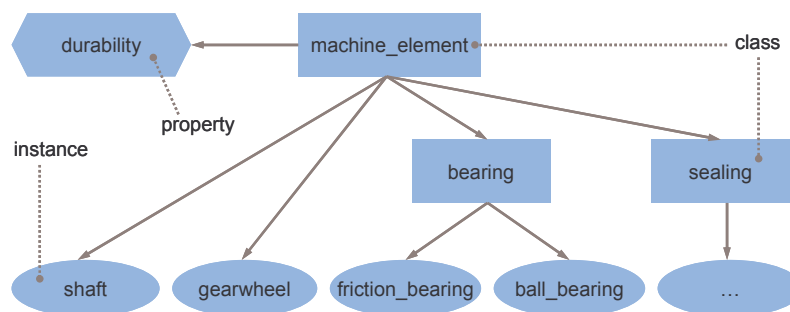 durability
machine_element
class
property
instance
bearing
sealing
shaft
gearwheel
friction_bearing
ball_bearing
...